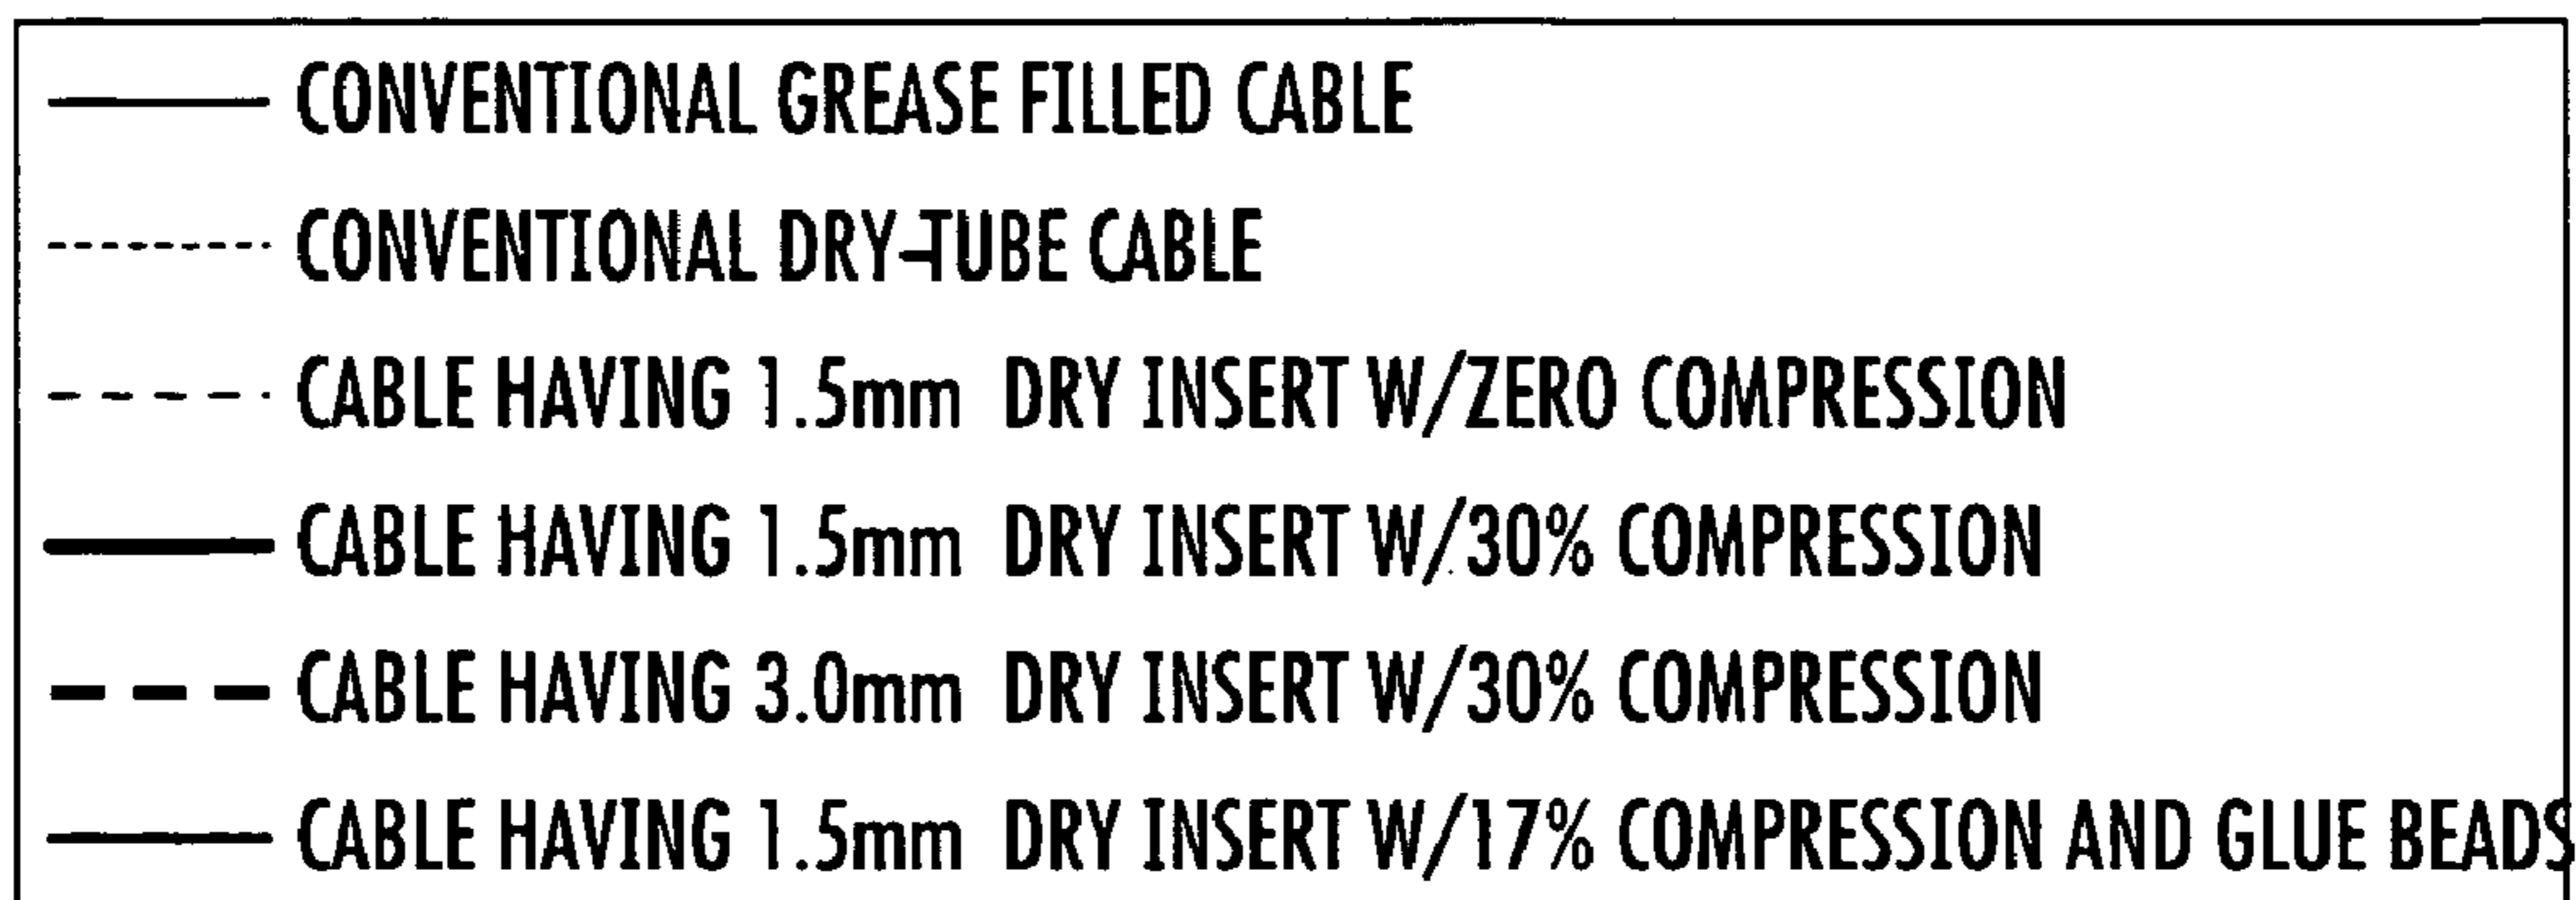 CONVENTIONAL GREASE FILLED CABLE
CONVENTIONAL DRY-TUBE CABLE
CABLE HAVING 1.5mm DRY INSERT W/ZERO COMPRESSION
CABLE HAVING 1.5mm DRY INSERT W/30% COMPRESSION
CABLE HAVING 3.0mm DRY INSERT W/30% COMPRESSION
CABLE HAVING 1.5mm DRY INSERT W/17% COMPRESSION AND GLUE BEADS